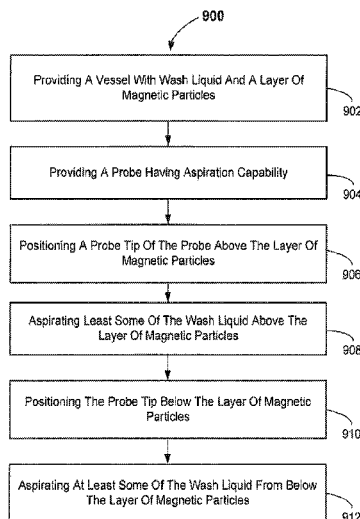 900
Providing A Vessel With Wash Liquid And A Layer Of
Magnetic Particles
902
Providing A Probe Having Aspiration Capability
904
Positioning A Probe Tip Of The Probe Above The Layer Of
Magnetic Particles
906
Aspirating Least Some Of The Wash Liquid Above The
Layer Of Magnetic Particles
908
Positioning The Probe Tip Below The Layer Of Magnetic
Particles
910
Aspirating At Least Some Of The Wash Liquid From Below
The Layer Of Magnetic Particles
912